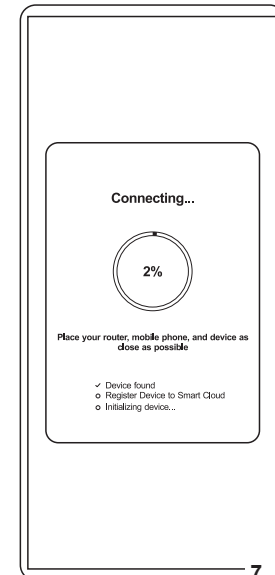 Connecting...
2%
Place your router, mobile phone, and device as
close as possible
✓ Device found
o Register Device to Smart Cloud
o Initializing device...
7